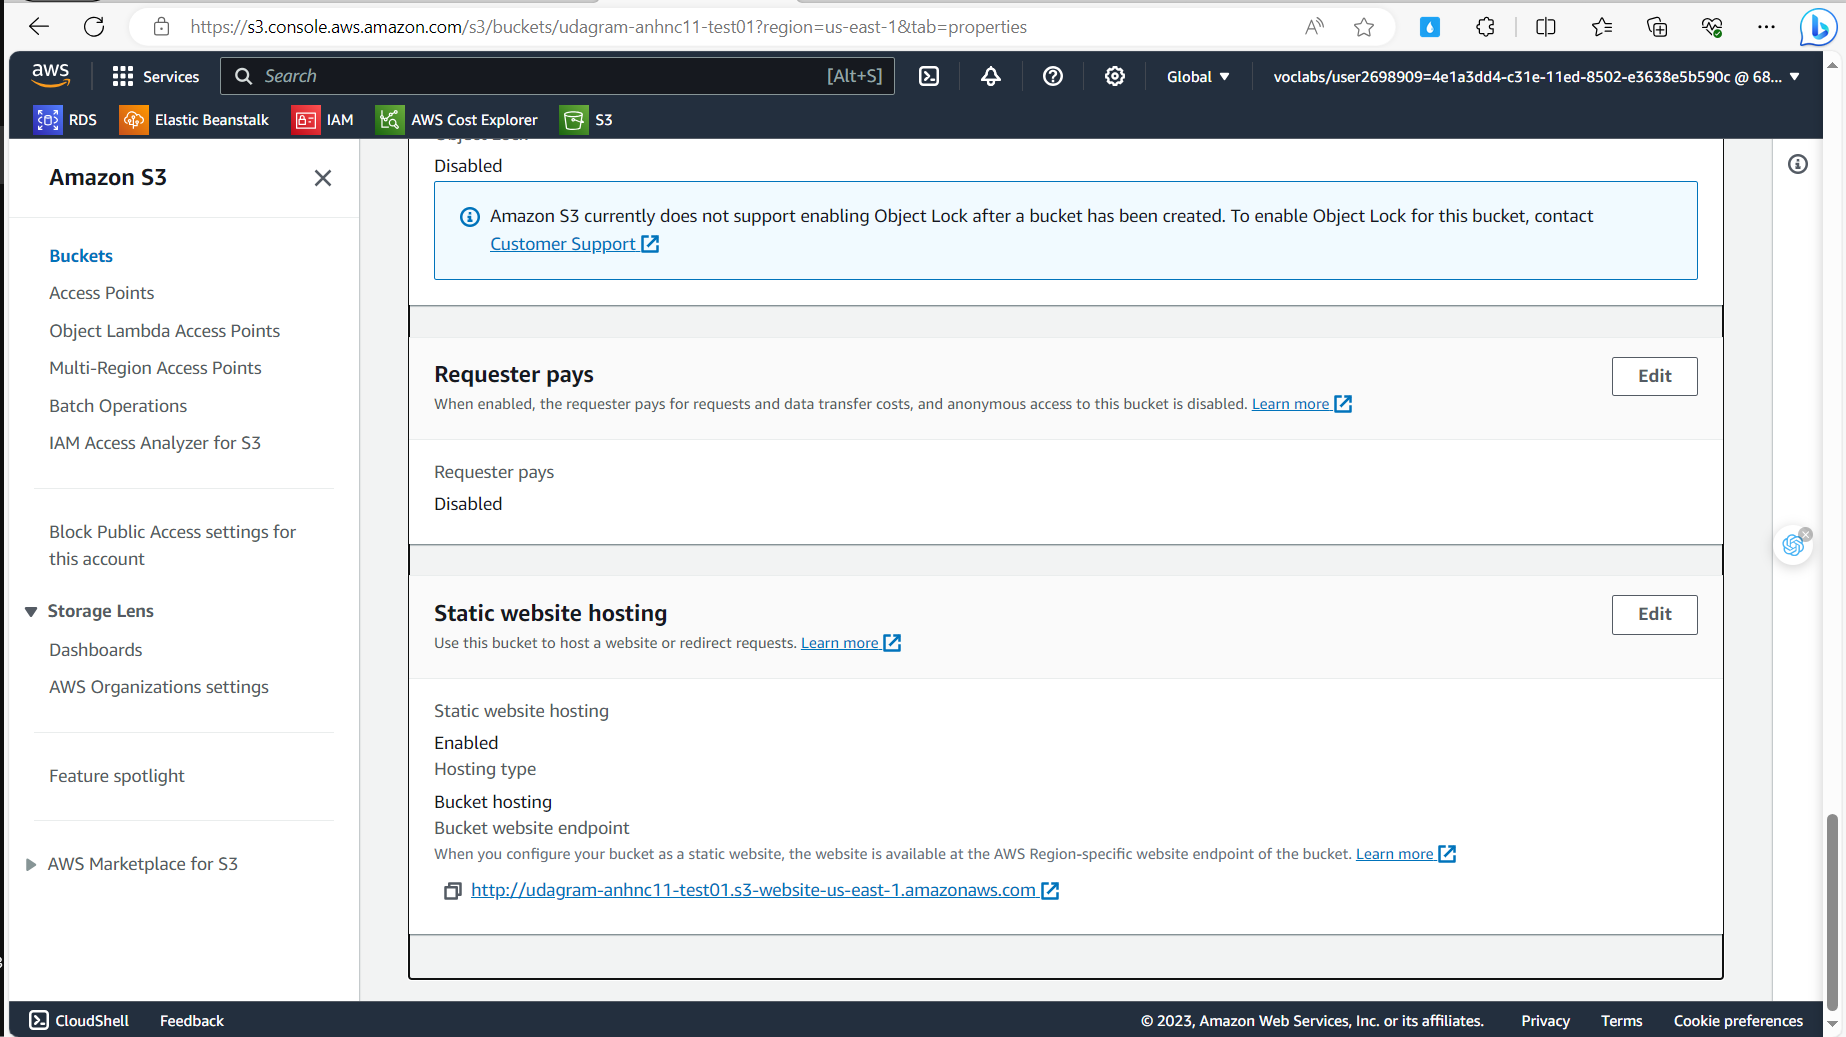 https://s3.console.aws.amazon.com/s3/buckets/udagram-anhnc11-test01?region=us-east-1&tab=properties
aws
Services
Search
[Alt+S]
Global
voclabs/user2698909=4e1a3dd4-c31e-11ed-8502-e3638e5b590c @ 68...
RDS
Elastic Beanstalk
IAM
AWS Cost Explorer
S3
Amazon S3
Buckets
Access Points
Object Lambda Access Points
Multi-Region Access Points
Batch Operations
IAM Access Analyzer for S3
Block Public Access settings for
this account
Storage Lens
Dashboards
AWS Organizations settings
Feature spotlight
AWS Marketplace for S3
Object Lock
Disabled
Amazon S3 currently does not support enabling Object Lock after a bucket has been created. To enable Object Lock for this bucket, contact
Customer Support
Requester pays
Edit
When enabled, the requester pays for requests and data transfer costs, and anonymous access to this bucket is disabled. Learn more
Requester pays
Disabled
Static website hosting
Edit
Use this bucket to host a website or redirect requests. Learn more
Static website hosting
Enabled
Hosting type
Bucket hosting
Bucket website endpoint
When you configure your bucket as a static website, the website is available at the AWS Region-specific website endpoint of the bucket. Learn more
http://udagram-anhnc11-test01.s3-website-us-east-1.amazonaws.com
CloudShell
Feedback
© 2023, Amazon Web Services, Inc. or its affiliates.
Privacy
Terms
Cookie preferences